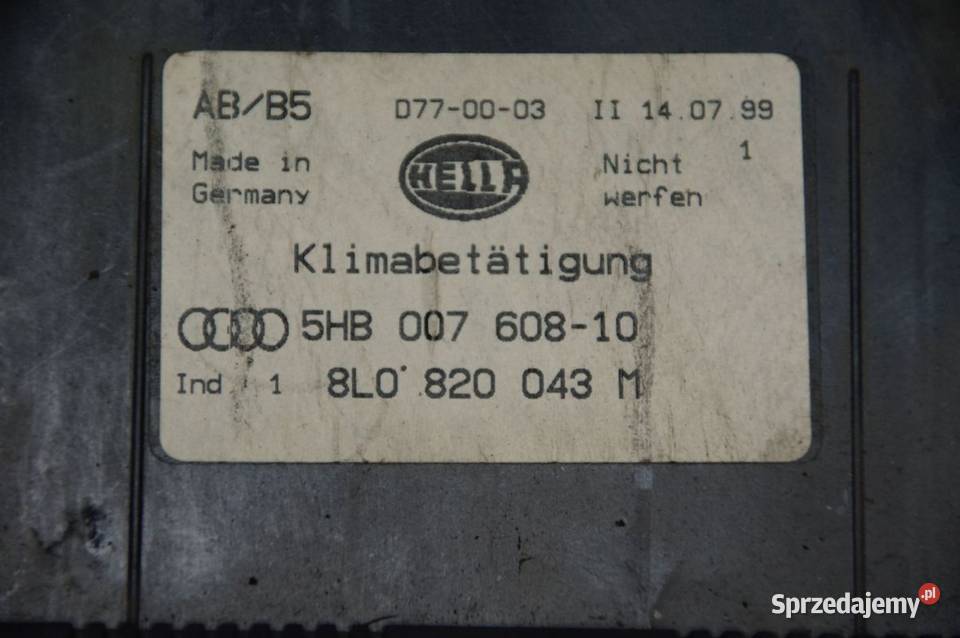 AB/B5 D77-00-03 II 14.07.99
Made in Germany
HELLA
Nicht werfen
1
Klimabetätigung
5HB 007 608-10
Ind 1 8L0 820 043 M
Sprzedajemy.pl